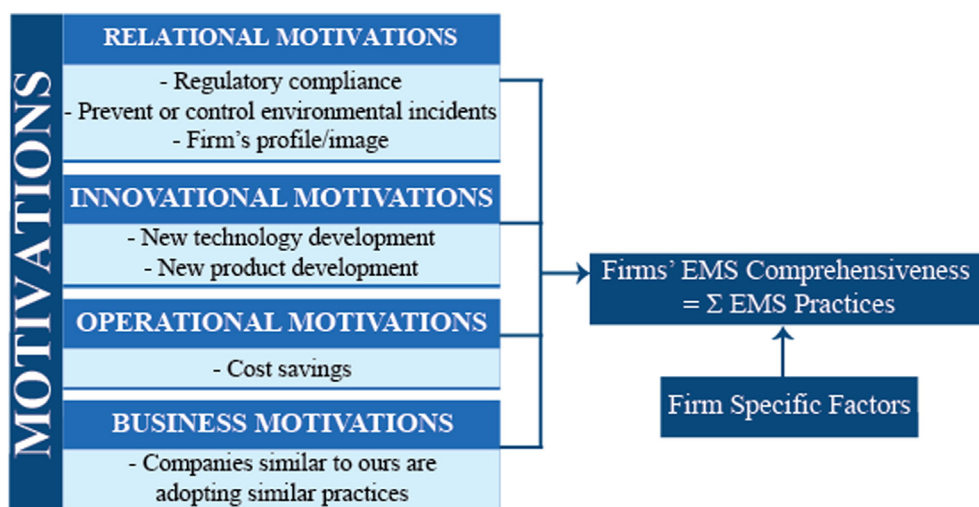 MOTIVATIONS
RELATIONAL MOTIVATIONS
- Regulatory compliance
- Prevent or control environmental incidents
- Firm's profile/image
INNOVATIONAL MOTIVATIONS
- New technology development
- New product development
OPERATIONAL MOTIVATIONS
- Cost savings
BUSINESS MOTIVATIONS
- Companies similar to ours are
adopting similar practices
Firms' EMS Comprehensiveness
= Σ EMS Practices
Firm Specific Factors